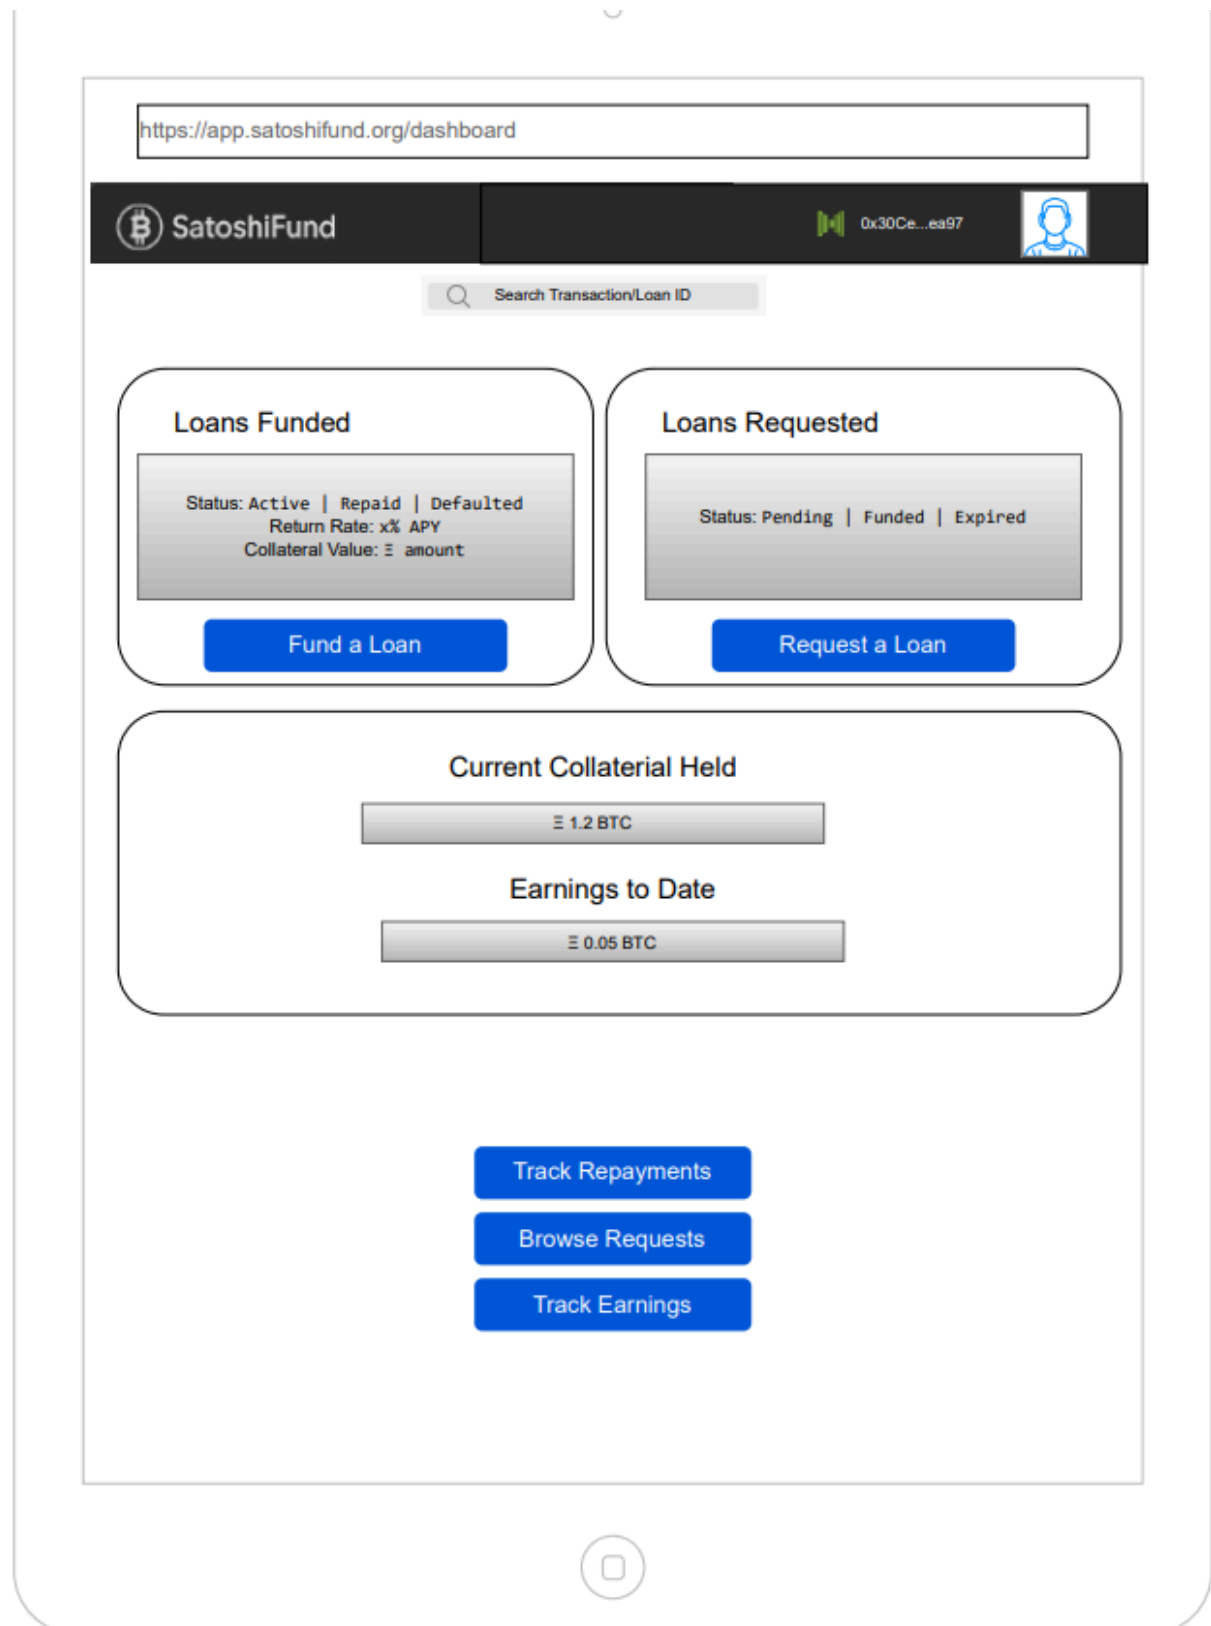 https://app.satoshifund.org/dashboard
SatoshiFund
0x30Ce...ea97
Search Transaction/Loan ID
Loans Funded
Status: Active | Repaid | Defaulted
Return Rate: x% APY
Collateral Value: Ξ amount
Fund a Loan
Loans Requested
Status: Pending | Funded | Expired
Request a Loan
Current Collaterial Held
Ξ 1.2 BTC
Earnings to Date
Ξ 0.05 BTC
Track Repayments
Browse Requests
Track Earnings